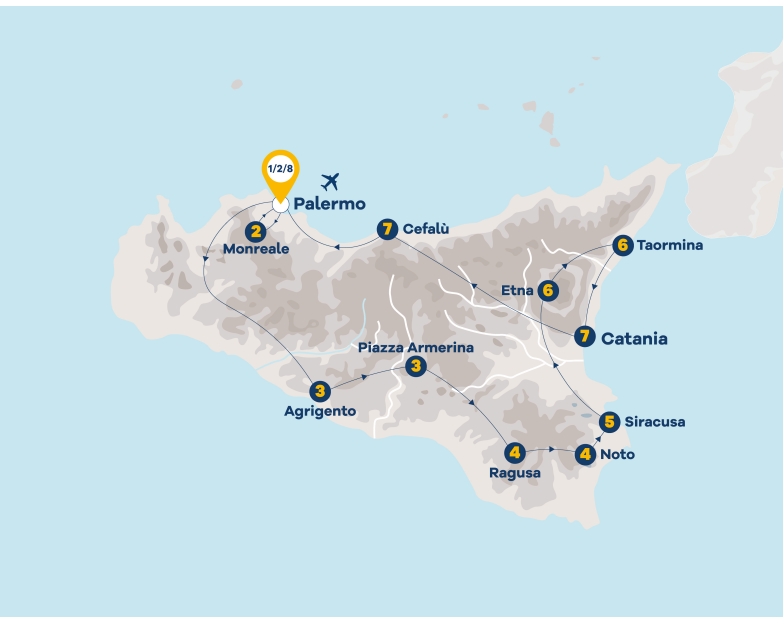 1/2/8
Palermo
2
Monreale
7 Cefalù
6 Taormina
Etna 6
7 Catania
Piazza Armerina
3
3
Agrigento
5 Siracusa
4
Ragusa
4 Noto